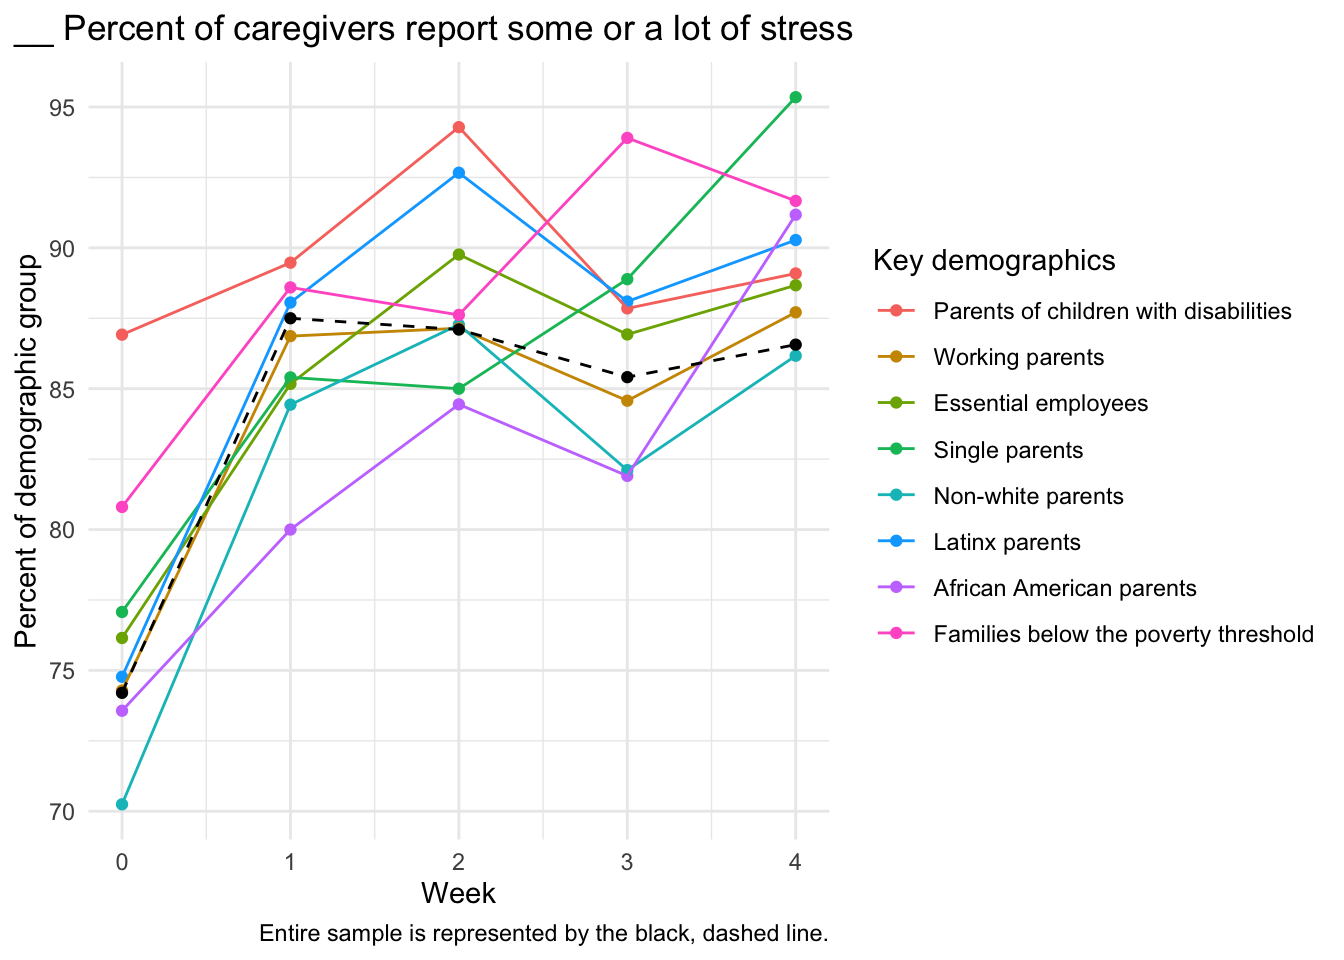 __ Percent of caregivers report some or a lot of stress
95
90
85
80
75
70
Percent of demographic group
0 1 2 3 4
Week
Entire sample is represented by the black, dashed line.
Key demographics
Parents of children with disabilities
Working parents
Essential employees
Single parents
Non-white parents
Latinx parents
African American parents
Families below the poverty threshold